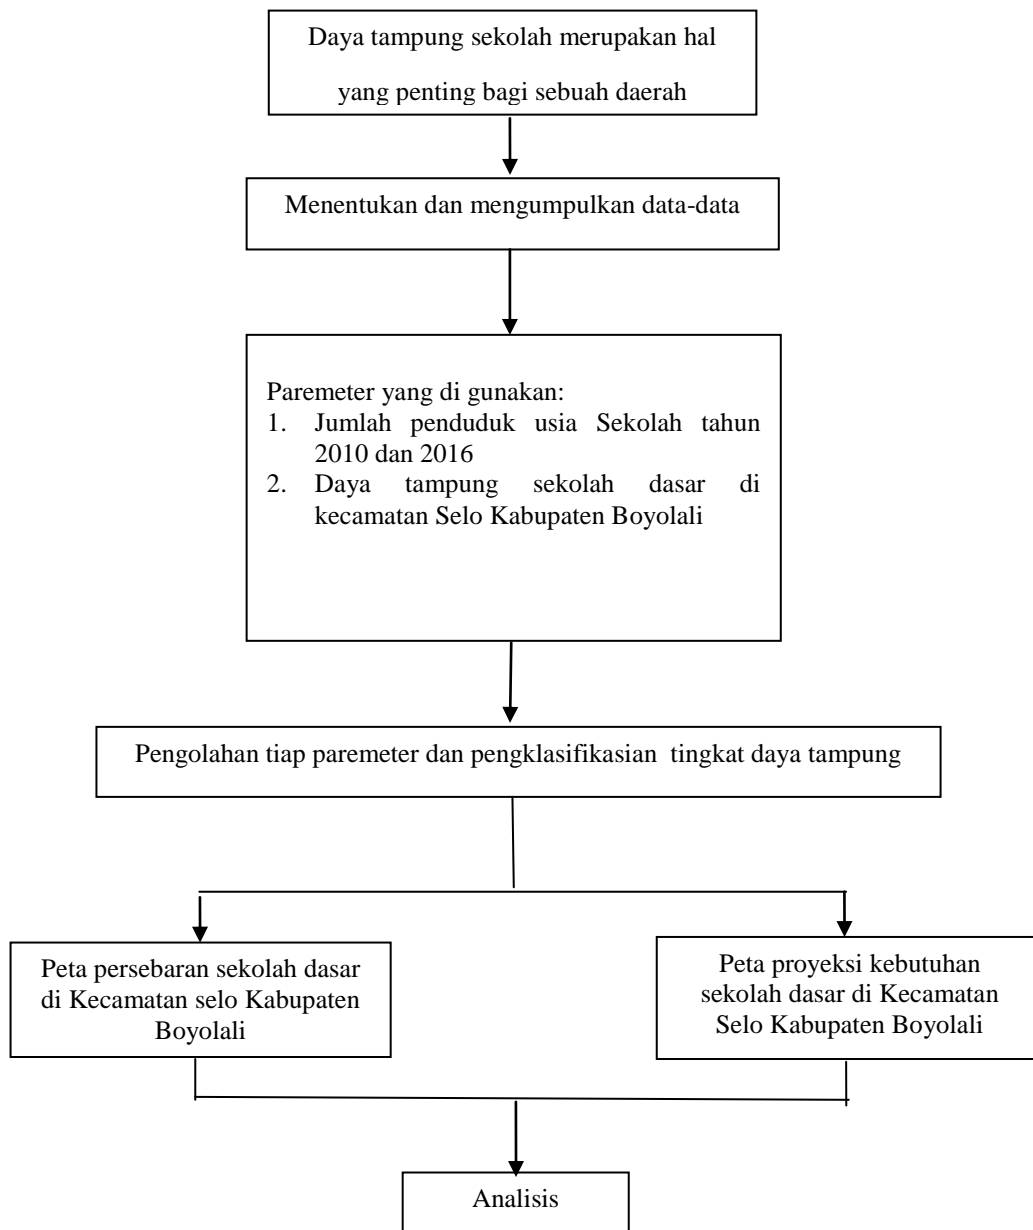 Daya tampung sekolah merupakan hal
yang penting bagi sebuah daerah
Menentukan dan mengumpulkan data-data
Paremeter yang di gunakan:
1. Jumlah penduduk usia Sekolah tahun
2010 dan 2016
2. Daya tampung sekolah dasar di
kecamatan Selo Kabupaten Boyolali
Pengolahan tiap paremeter dan pengklasifikasian tingkat daya tampung
Peta persebaran sekolah dasar
di Kecamatan selo Kabupaten
Boyolali
Peta proyeksi kebutuhan
sekolah dasar di Kecamatan
Selo Kabupaten Boyolali
Analisis